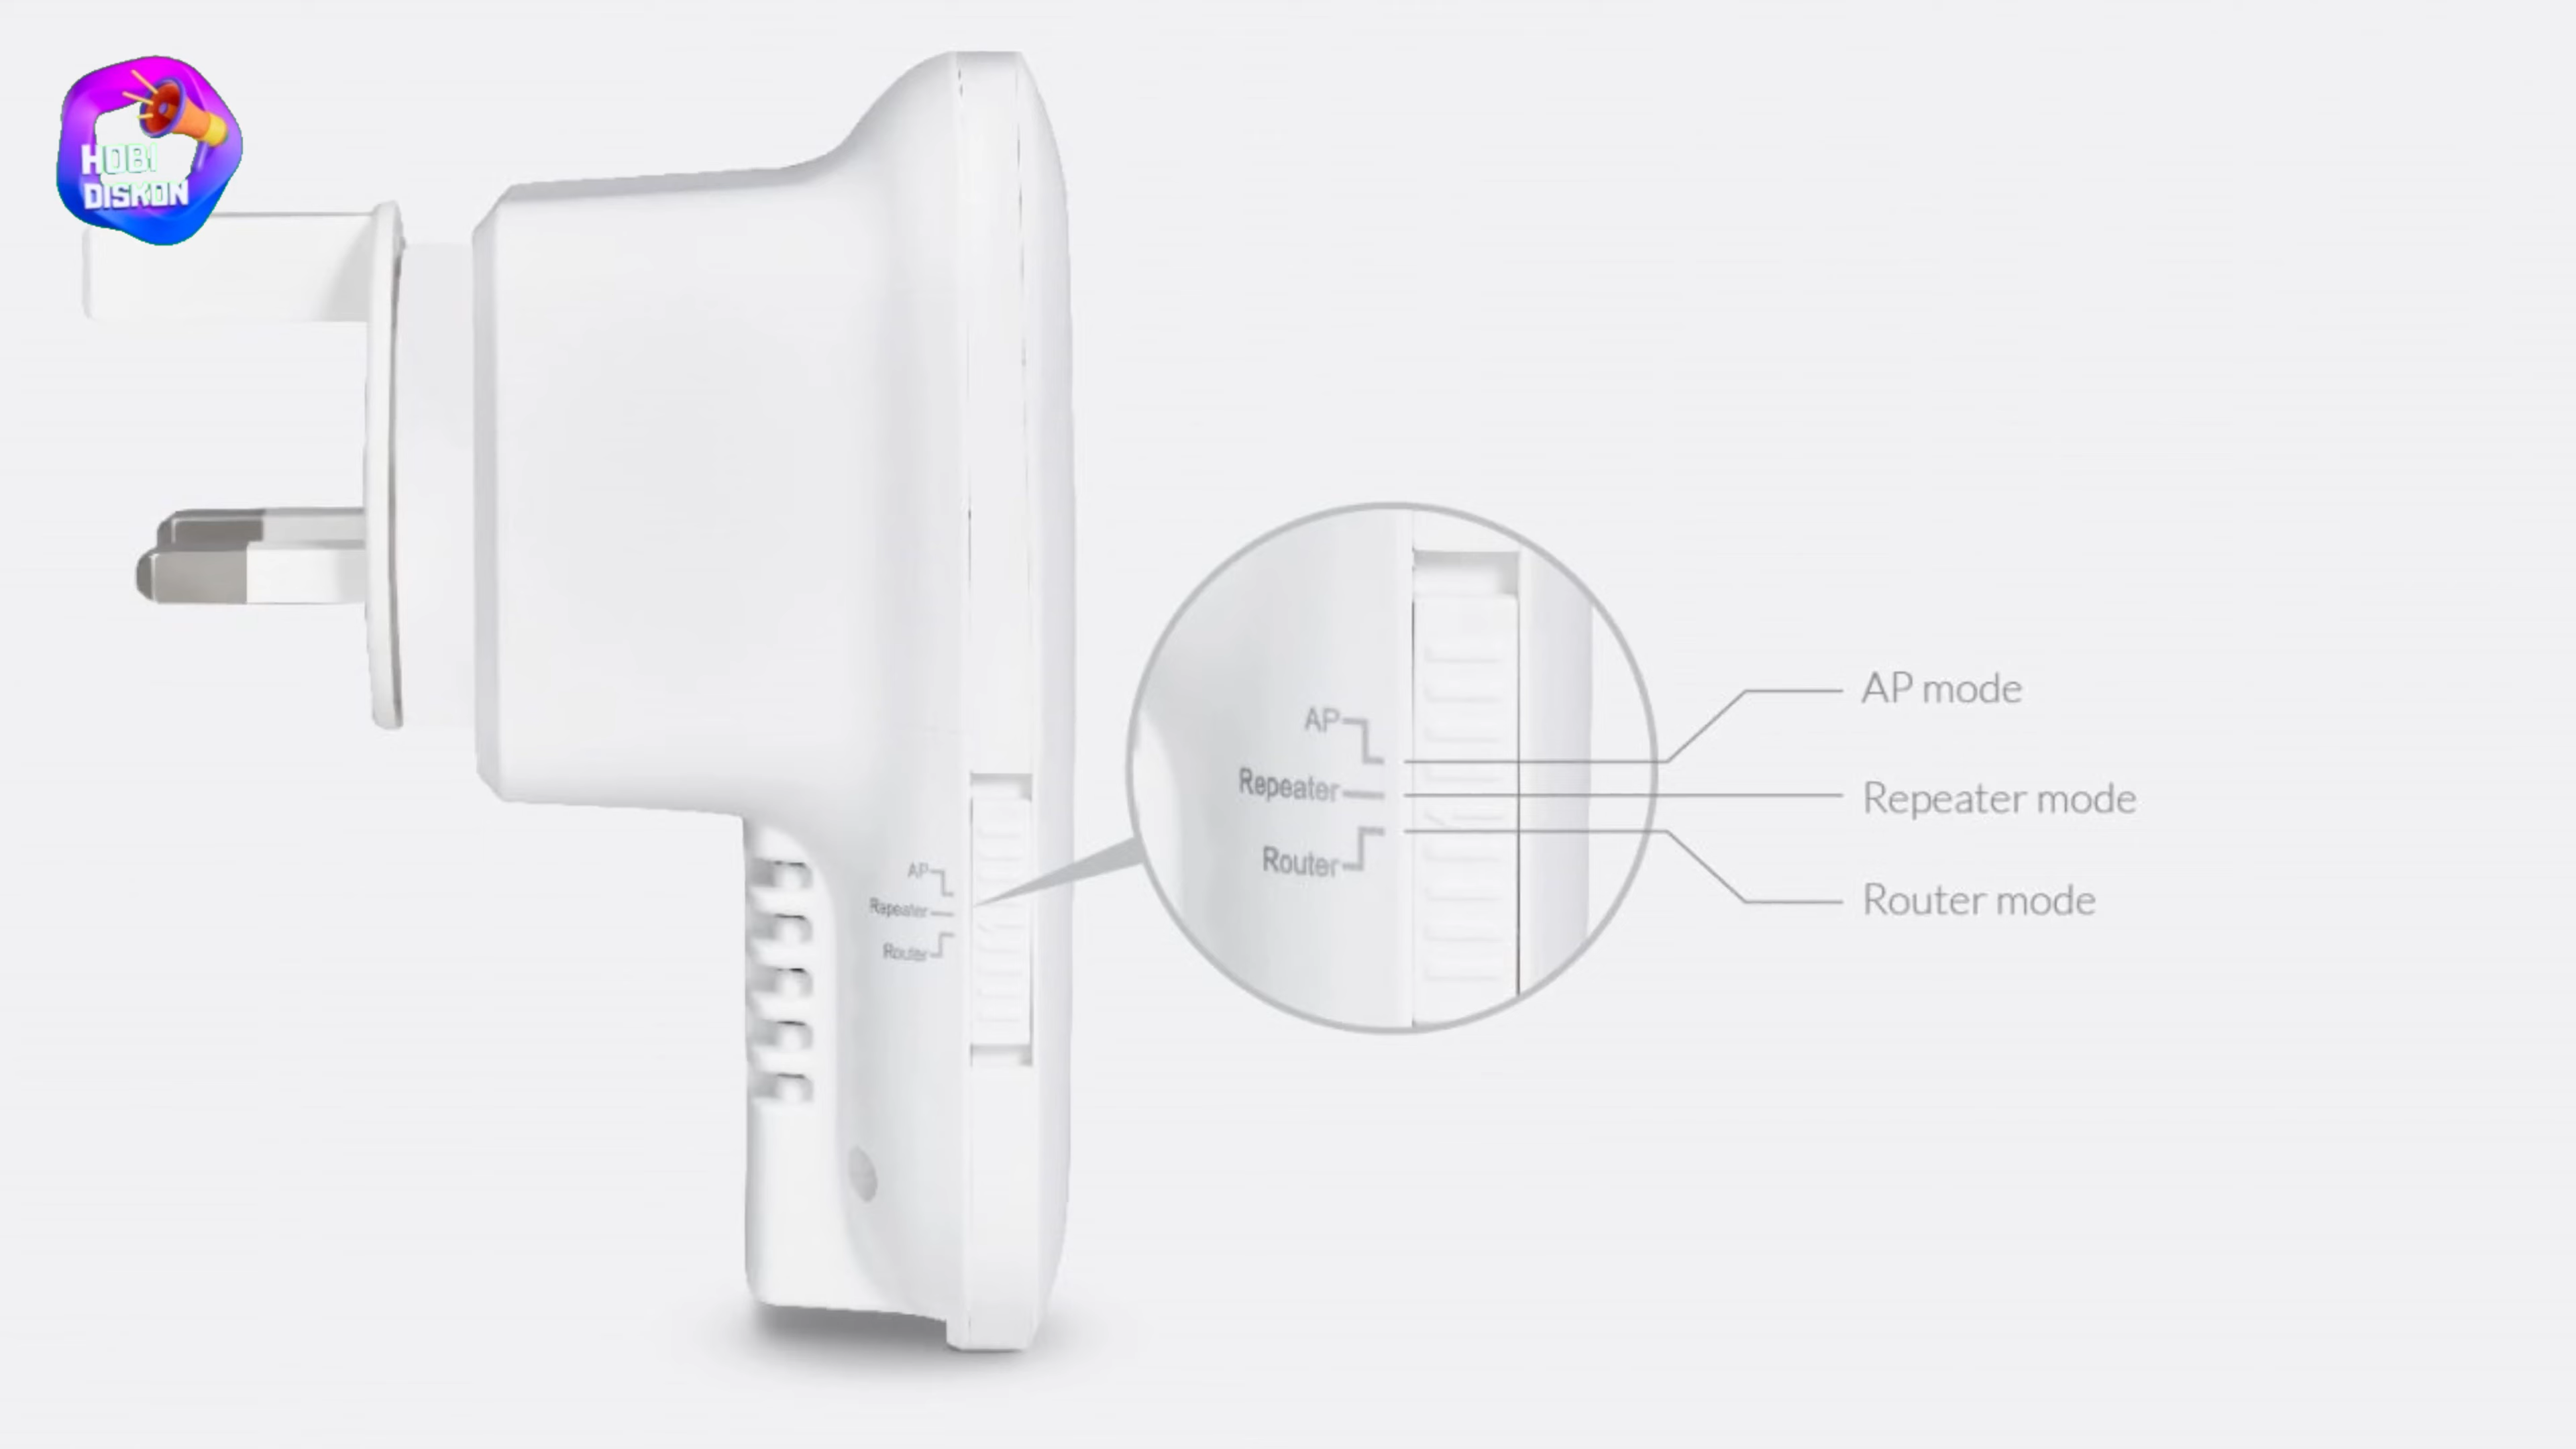 HOBI
DISKON
AP
Repeater
Router
AP
Repeater
Router
AP mode
Repeater mode
Router mode